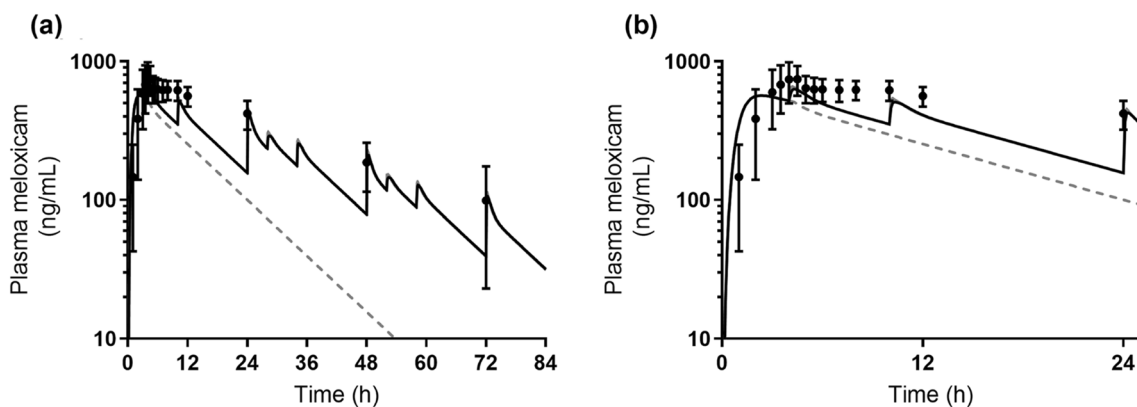 (a)
1000
100
10
Plasma meloxicam
(ng/mL)
0 12 24 36 48 60 72 84
Time (h)
(b)
1000
100
10
Plasma meloxicam
(ng/mL)
0 12 24
Time (h)